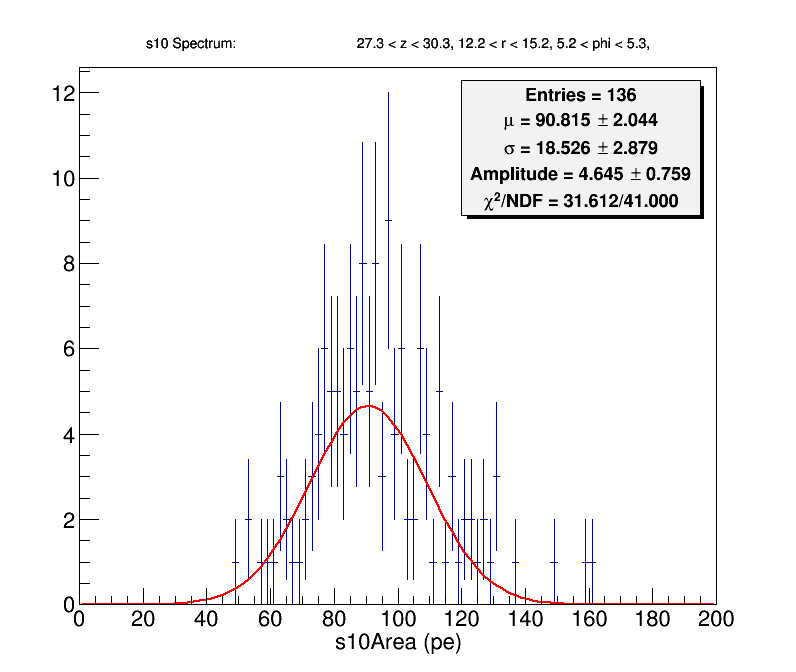 s10 Spectrum: 27.3 < z < 30.3, 12.2 < r < 15.2, 5.2 < phi < 5.3,
Entries = 136
μ = 90.815 ± 2.044
σ = 18.526 ± 2.879
Amplitude = 4.645 ± 0.759
χ²/NDF = 31.612/41.000
12
10
8
6
4
2
0
0 20 40 60 80 100 120 140 160 180 200
s10Area (pe)